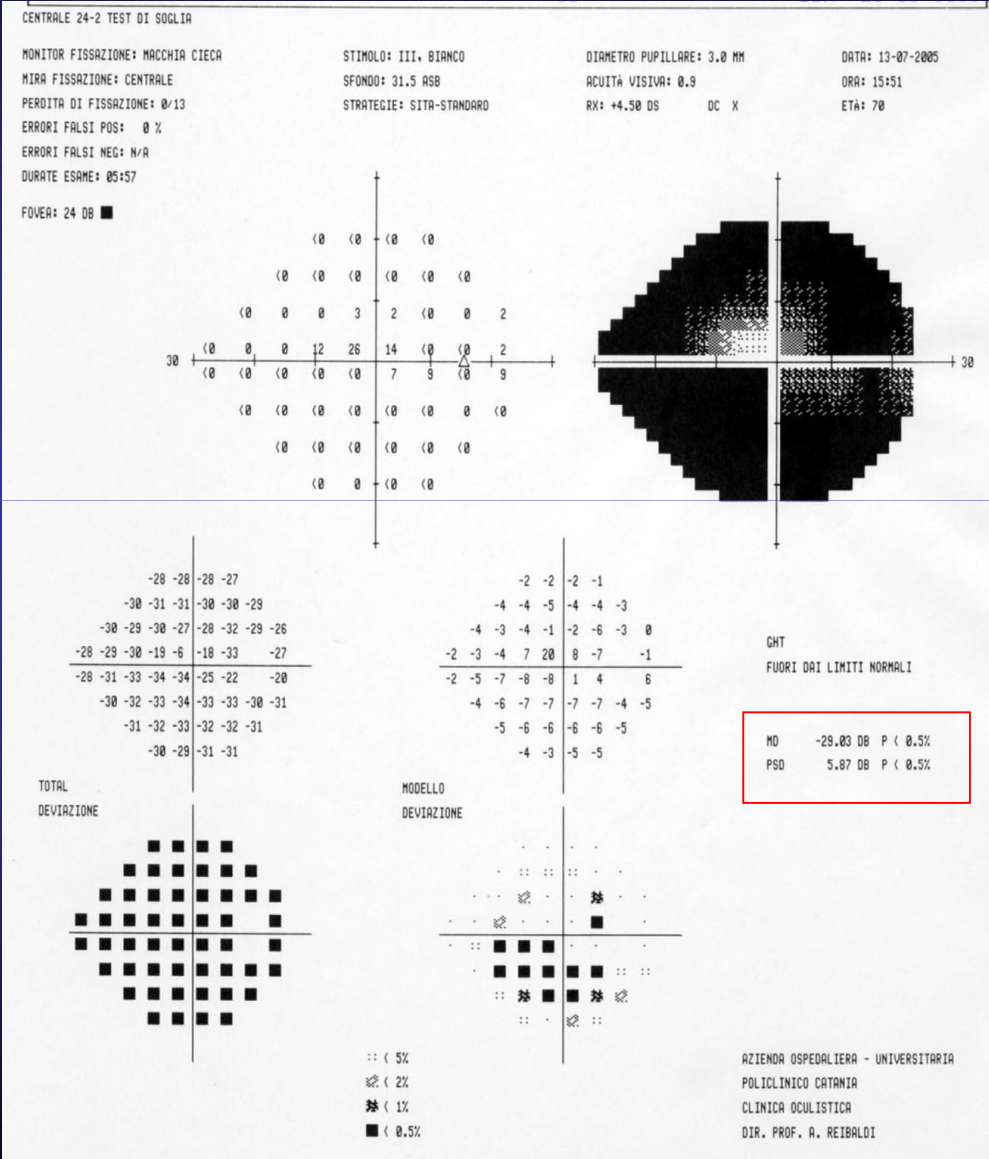 CENTRALE 24-2 TEST DI SOGLIA
MONITOR FISSAZIONE: MACCHIA CIECA
MIRA FISSAZIONE: CENTRALE
PERDITA DI FISSAZIONE: 0/13
ERRORI FALSI POS: 0 %
ERRORI FALSI NEG: N/A
DURATE ESAME: 05:57
FOVEA: 24 DB
STIMOLO: III, BIANCO
SFONDO: 31.5 ASB
STRATEGIE: SITA-STANDARD
DIAMETRO PUPILLARE: 3.0 MM
ACUITÀ VISIVA: 0.9
RX: +4.50 DS DC X
DATA: 13-07-2005
ORA: 15:51
ETÀ: 70
<0 <0 <0 <0
<0 <0 <0 <0 <0 <0
<0 0 0 3 2 <0 0 2
<0 0 0 12 26 14 <0 <0 2
30
<0 <0 <0 <0 <0 7 9 <0 9
<0 <0 <0 <0 <0 <0 0 <0
<0 <0 <0 <0 <0 <0
<0 0 <0 <0
30
-28 -28 -28 -27
-30 -31 -31 -30 -30 -29
-30 -29 -30 -27 -28 -32 -29 -26
-28 -29 -30 -19 -6 -18 -33 -27
-28 -31 -33 -34 -34 -25 -22 -20
-30 -32 -33 -34 -33 -33 -30 -31
-31 -32 -33 -32 -32 -31
-30 -29 -31 -31
TOTAL
DEVIAZIONE
-2 -2 -2 -1
-4 -4 -5 -4 -4 -3
-4 -3 -4 -1 -2 -6 -3 0
-2 -3 -4 7 20 8 -7 -1
-2 -5 -7 -8 -8 1 4 6
-4 -6 -7 -7 -7 -7 -4 -5
-5 -6 -6 -6 -6 -5
-4 -3 -5 -5
MODELLO
DEVIAZIONE
GHT
FUORI DAI LIMITI NORMALI
MD -29.03 DB P < 0.5%
PSD 5.87 DB P < 0.5%
< 5%
< 2%
< 1%
< 0.5%
AZIENDA OSPEDALIERA - UNIVERSITARIA
POLICLINICO CATANIA
CLINICA OCULISTICA
DIR. PROF. A. REIBALDI